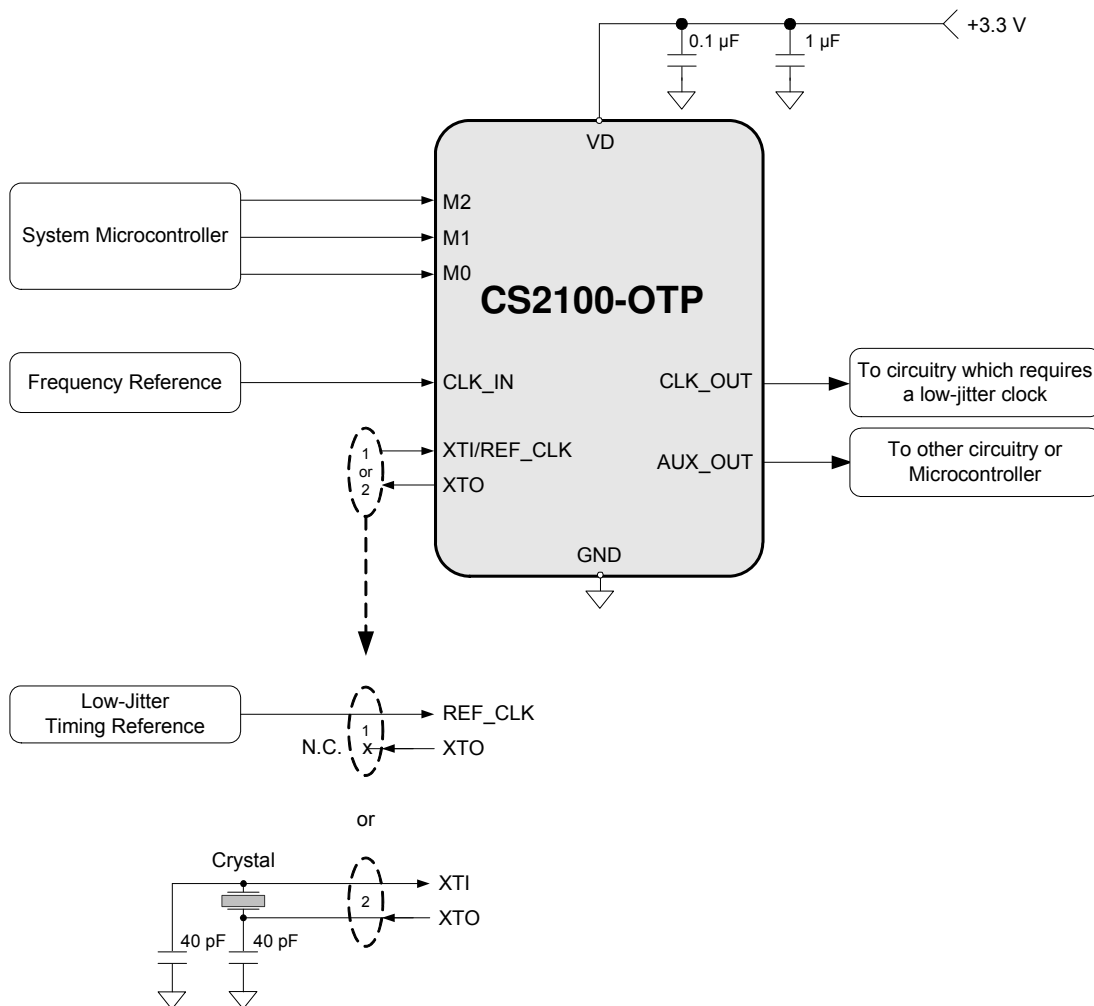 +3.3 V
0.1 µF
1 µF
VD
System Microcontroller
M2
M1
M0
CS2100-OTP
Frequency Reference
CLK_IN
CLK_OUT
To circuitry which requires
a low-jitter clock
1
or
2
XTI/REF_CLK
XTO
AUX_OUT
To other circuitry or
Microcontroller
GND
Low-Jitter
Timing Reference
1
REF_CLK
N.C.
x
XTO
or
Crystal
2
XTI
XTO
40 pF
40 pF